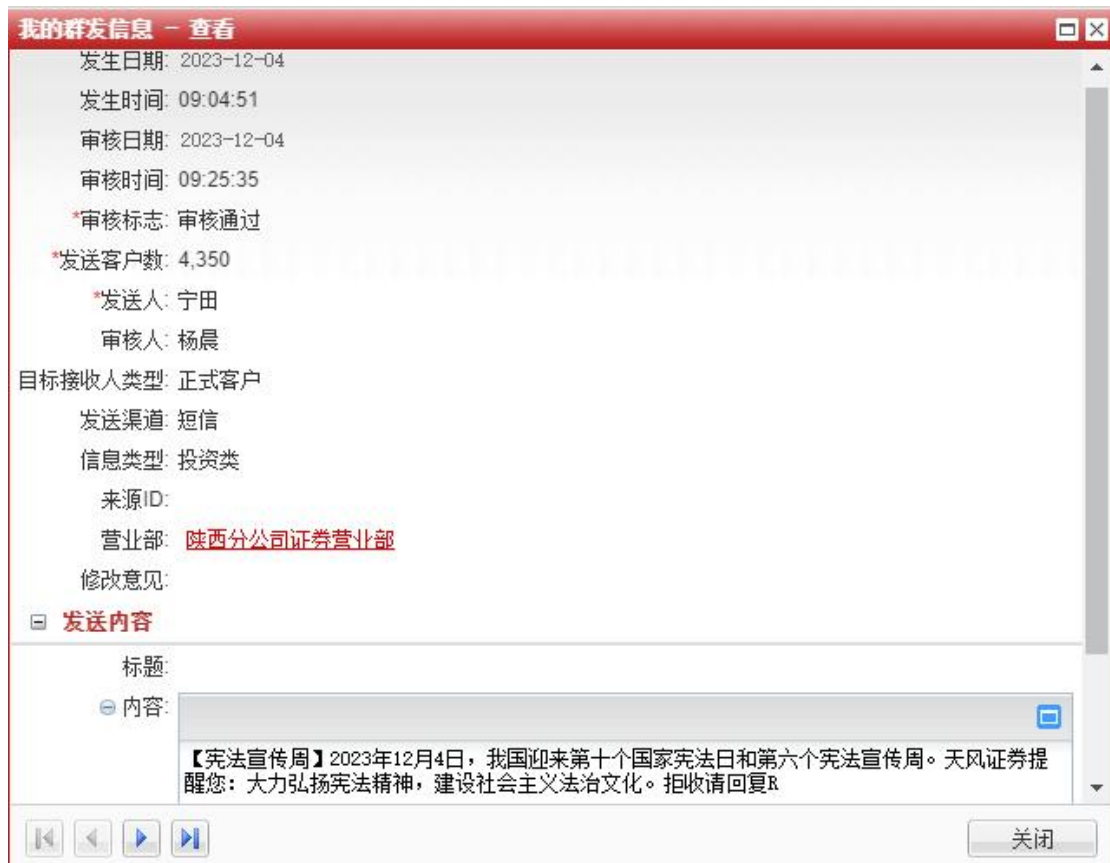 我的群发信息 - 查看
发生日期: 2023-12-04
发生时间: 09:04:51
审核日期: 2023-12-04
审核时间: 09:25:35
*审核标志: 审核通过
*发送客户数: 4,350
*发送人: 宁田
审核人: 杨晨
目标接收人类型: 正式客户
发送渠道: 短信
信息类型: 投资类
来源ID:
营业部: 陕西分公司证券营业部
修改意见:
发送内容
标题:
内容:
【宪法宣传周】2023年12月4日，我国迎来第十个国家宪法日和第六个宪法宣传周。天风证券提
醒您：大力弘扬宪法精神，建设社会主义法治文化。拒收请回复R
关闭